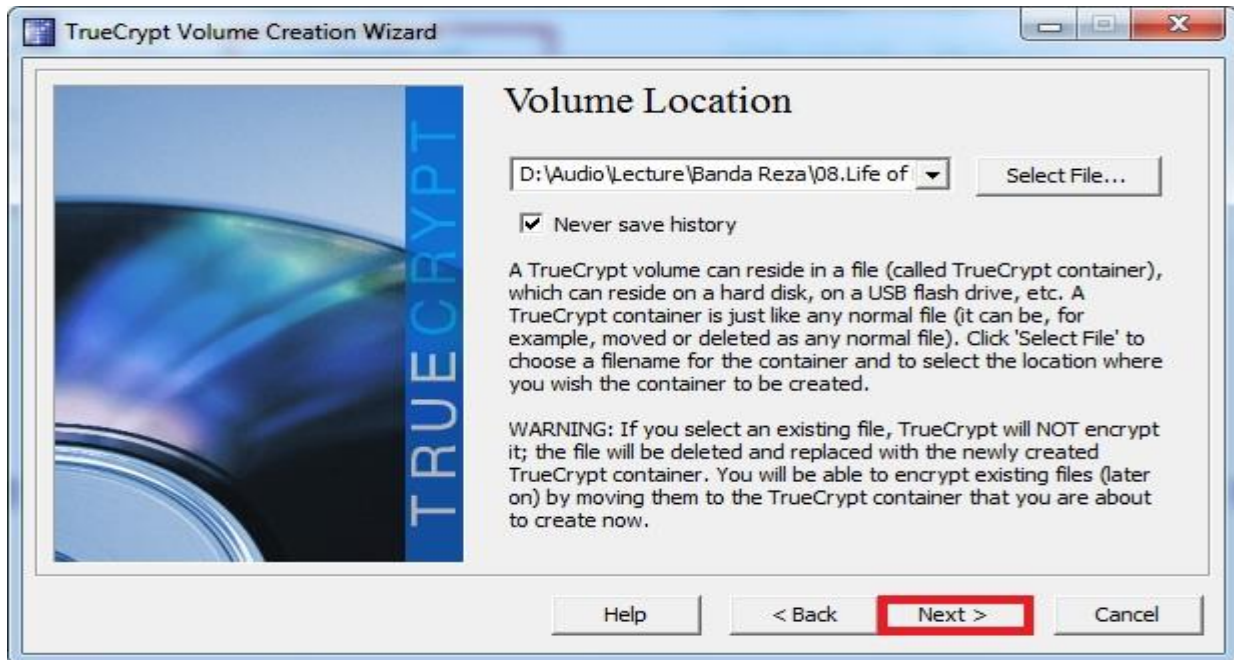 TrueCrypt Volume Creation Wizard
TRUECRYPT
Volume Location
D:\Audio\Lecture\Banda Reza\08.Life of
Select File...
Never save history
A TrueCrypt volume can reside in a file (called TrueCrypt container),
which can reside on a hard disk, on a USB flash drive, etc. A
TrueCrypt container is just like any normal file (it can be, for
example, moved or deleted as any normal file). Click 'Select File' to
choose a filename for the container and to select the location where
you wish the container to be created.
WARNING: If you select an existing file, TrueCrypt will NOT encrypt
it; the file will be deleted and replaced with the newly created
TrueCrypt container. You will be able to encrypt existing files (later
on) by moving them to the TrueCrypt container that you are about
to create now.
Help
< Back
Next >
Cancel